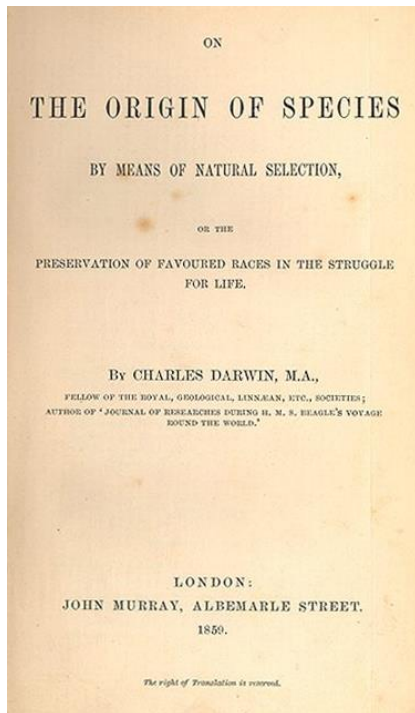 ON
THE ORIGIN OF SPECIES
BY MEANS OF NATURAL SELECTION,
OR THE
PRESERVATION OF FAVOURED RACES IN THE STRUGGLE
FOR LIFE.
BY CHARLES DARWIN, M.A.,
FELLOW OF THE ROYAL, GEOLOGICAL, LINNÆAN, ETC., SOCIETIES;
AUTHOR OF 'JOURNAL OF RESEARCHES DURING H. M. S. BEAGLE'S VOYAGE
ROUND THE WORLD.'
LONDON:
JOHN MURRAY, ALBEMARLE STREET.
1859.
The right of Translation is reserved.